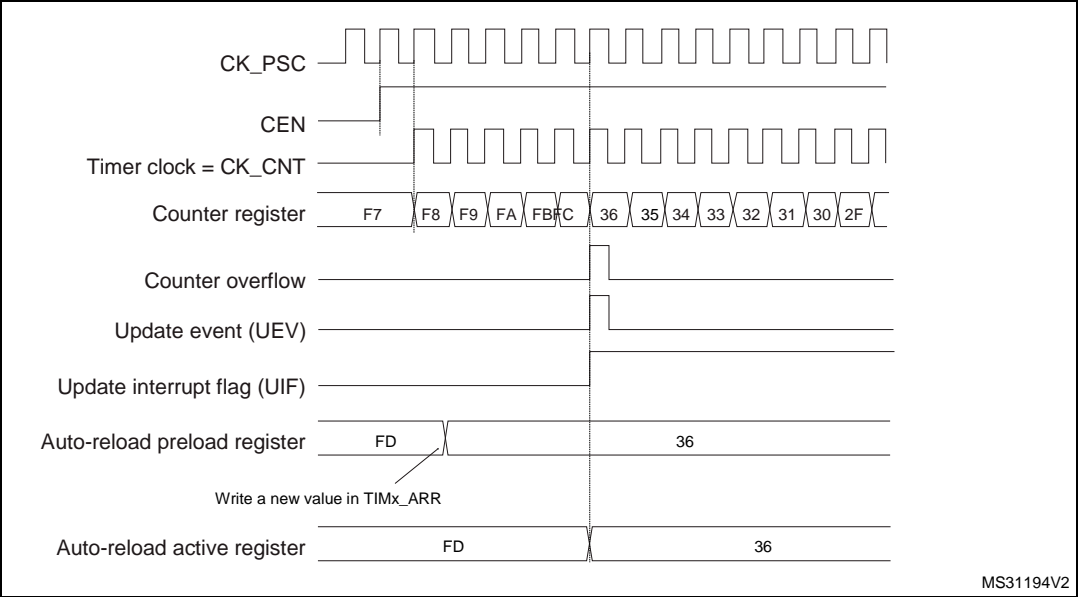 CK_PSC
CEN
Timer clock = CK_CNT
Counter register F7 F8 F9 FA FB FC 36 35 34 33 32 31 30 2F
Counter overflow
Update event (UEV)
Update interrupt flag (UIF)
Auto-reload preload register FD 36
Write a new value in TIMx_ARR
Auto-reload active register FD 36
MS31194V2